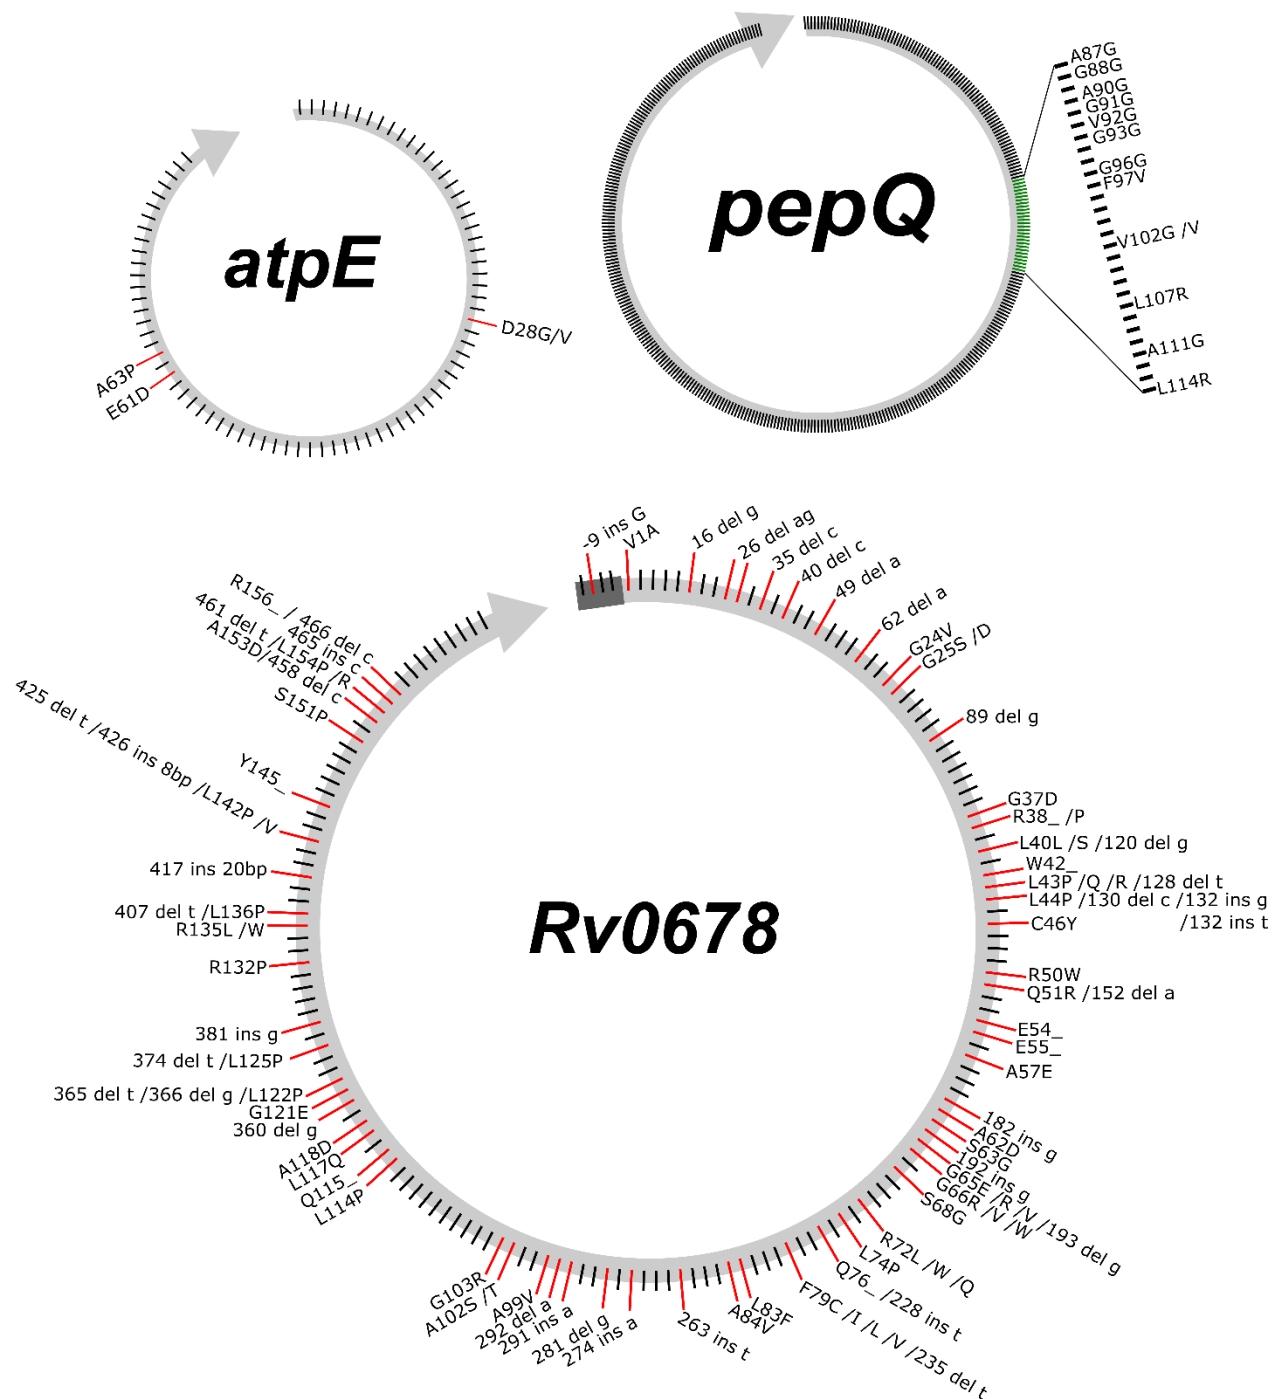 atpE
D28G/V
E61D
A63P
pepQ
A87G
G88G
A90G
G91G
V92G
G93G
G96G
F97V
V102G /V
L107R
A111G
L114R
Rv0678
-9 ins G
V1A
16 del g
26 del ag
35 del c
40 del c
49 del a
62 del a
G24V
G25S /D
89 del g
G37D
R38_ /P
L40L /S /120 del g
W42_
L43P /Q /R /128 del t
L44P /130 del c /132 ins g
/132 ins t
C46Y
R50W
Q51R /152 del a
E54_
E55_
A57E
182 ins g
A62D
S63G
192 ins g
G65E /R /V /193 del g
G66R /V /W
S68G
R72L /W /Q
L74P
Q76_ /228 ins t
F79C /I /L /V /235 del t
L83F
A84V
263 ins t
274 ins a
281 del g
291 ins a
292 del a
A99V
A102S /T
G103R
L114P
Q115_
L117Q
A118D
360 del g
G121E
365 del t /366 del g /L122P
374 del t /L125P
381 ins g
R132P
R135L /W
407 del t /L136P
417 ins 20bp
425 del t /426 ins 8bp /L142P /V
Y145_
S151P
A153D/458 del c
461 del t /L154P /R
465 ins c
R156_ / 466 del c